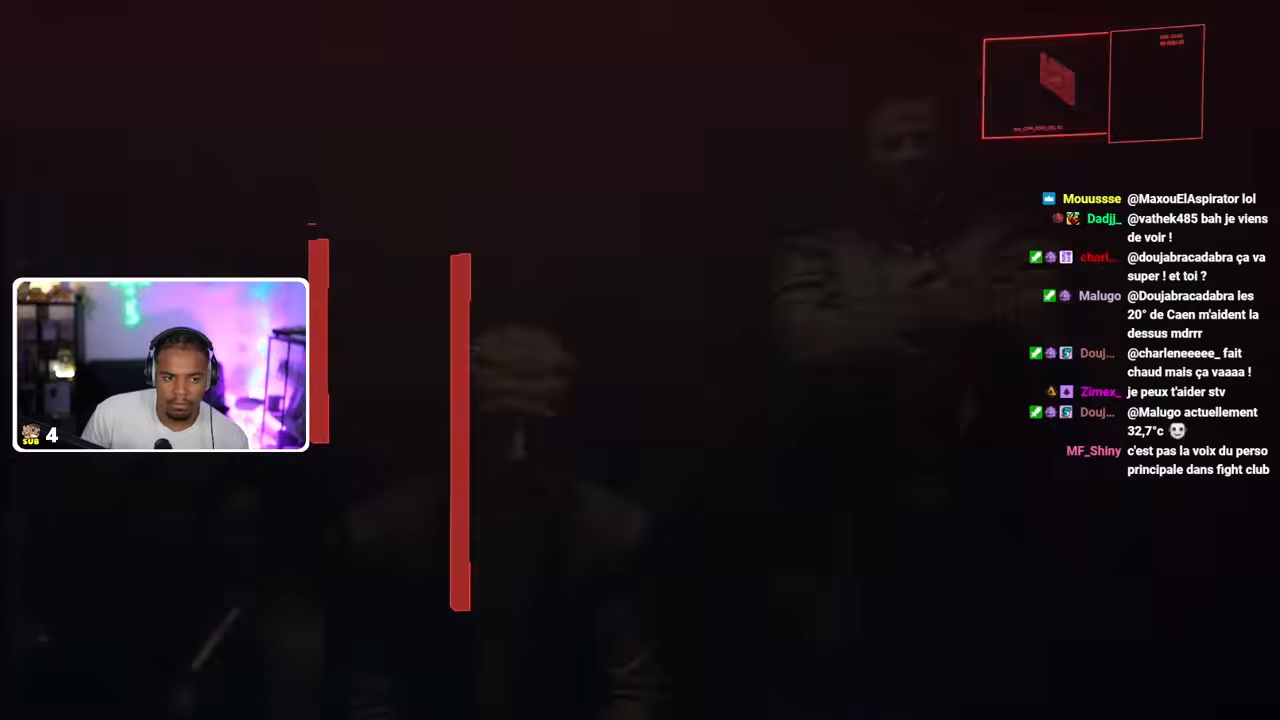 Mouussse @MaxouElAspirator lol
Dadjj_ @vathek485 bah je viens
de voir !
charl... @doujabracadabra ça va
super ! et toi ?
Malugo @Doujabracadabra les
20° de Caen m'aident la
dessus mdrrr
Douj... @charleneeeee_ fait
chaud mais ça vaaaa !
Zimex_ je peux t'aider stv
Douj... @Malugo actuellement
32,7°c
MF_Shiny c'est pas la voix du perso
principale dans fight club
SUB 4